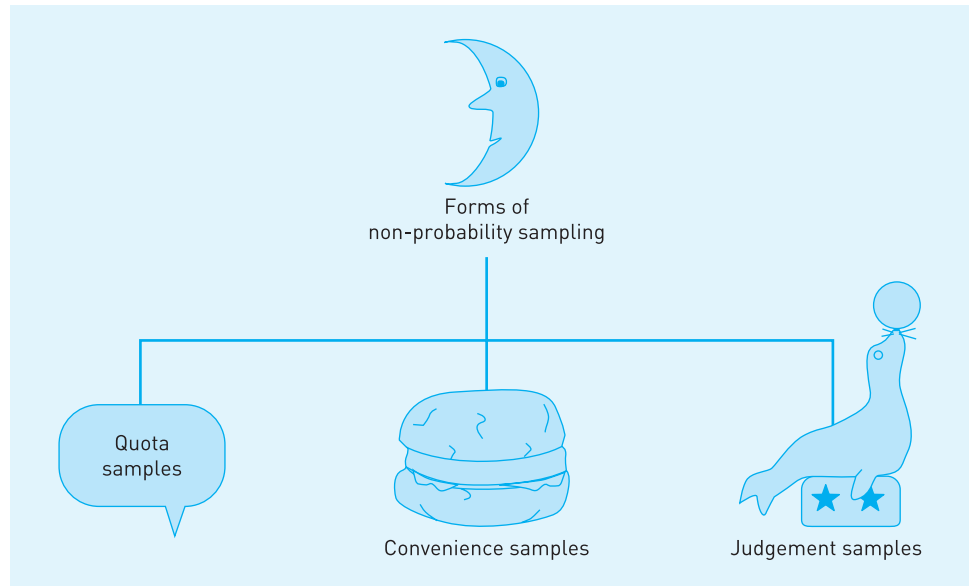 Forms of
non-probability sampling
Quota
samples
Convenience samples
Judgement samples